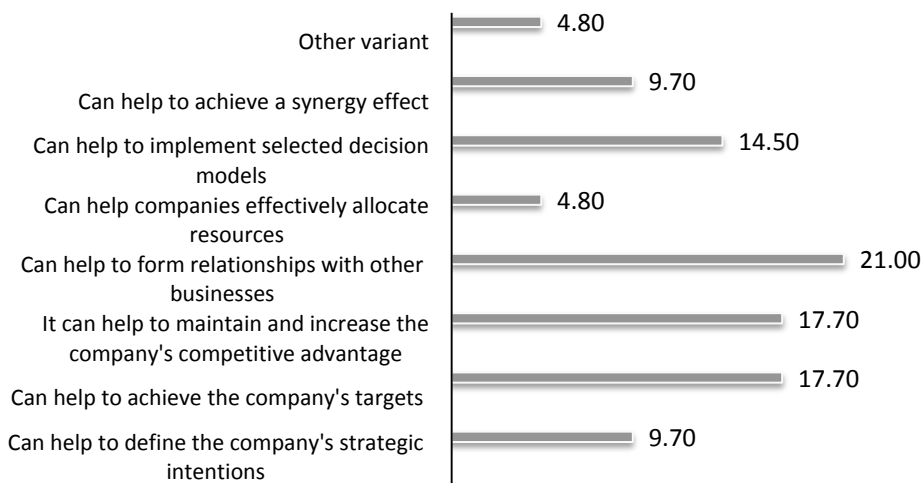 Other variant
4.80
Can help to achieve a synergy effect
9.70
Can help to implement selected decision
models
14.50
Can help companies effectively allocate
resources
4.80
Can help to form relationships with other
businesses
21.00
It can help to maintain and increase the
company's competitive advantage
17.70
Can help to achieve the company's targets
17.70
Can help to define the company's strategic
intentions
9.70